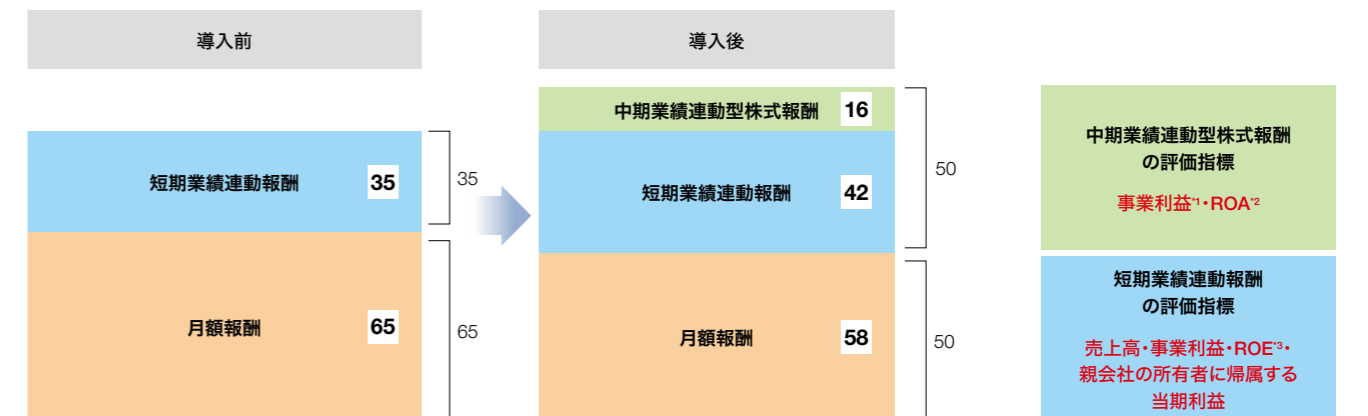 導入前
短期業績連動報酬 35
35
月額報酬 65
65
導入後
中期業績連動型株式報酬 16
短期業績連動報酬 42
50
月額報酬 58
50
中期業績連動型株式報酬
の評価指標
事業利益*1・ROA*2
短期業績連動報酬
の評価指標
売上高・事業利益・ROE*3・
親会社の所有者に帰属する
当期利益